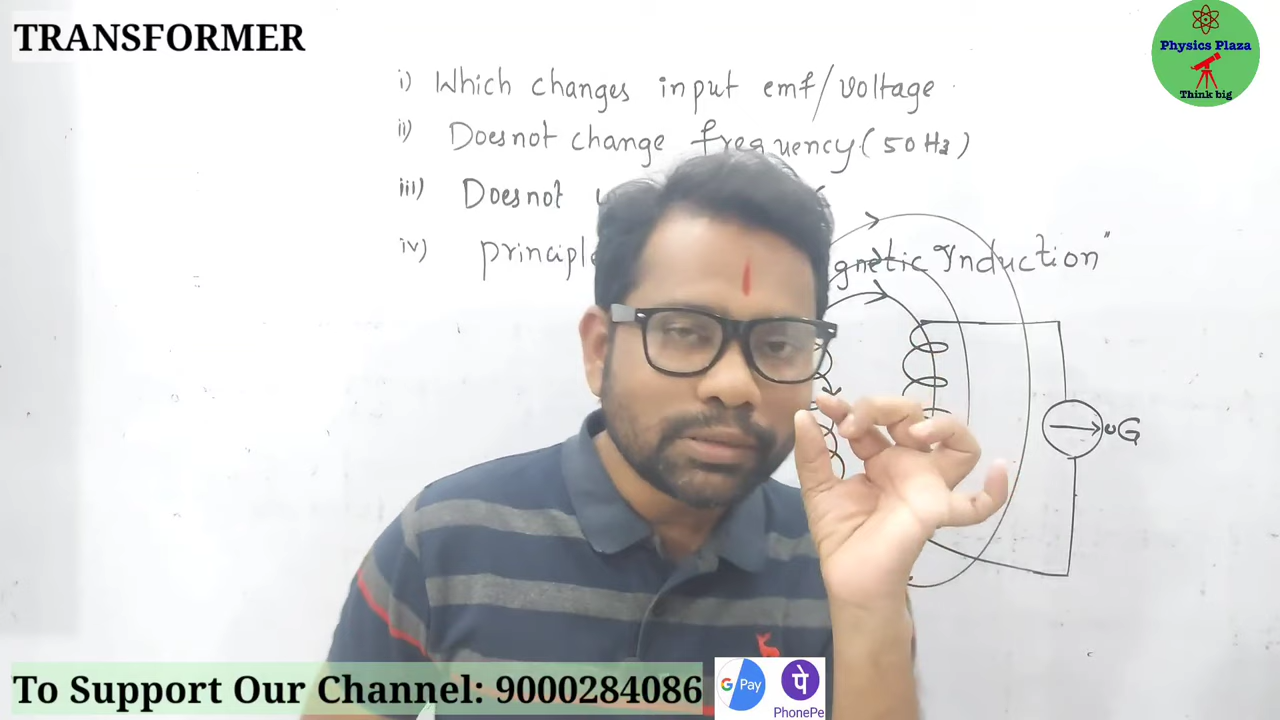 TRANSFORMER
Physics Plaza
Think big
i) Which changes input emf/voltage
ii) Doesnot change frequency (50 Hz)
iii) Doesnot
iv) principle
gnetic Induction"
G
To Support Our Channel: 9000284086
G Pay
पे
PhonePe